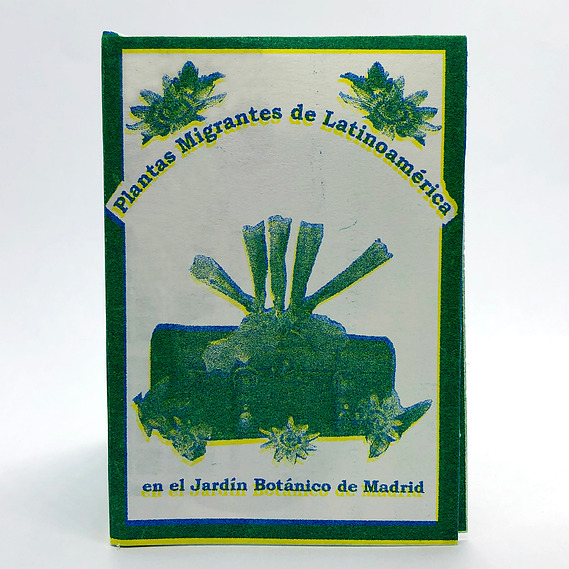 Plantas Migrantes de Latinoamérica
en el Jardín Botánico de Madrid